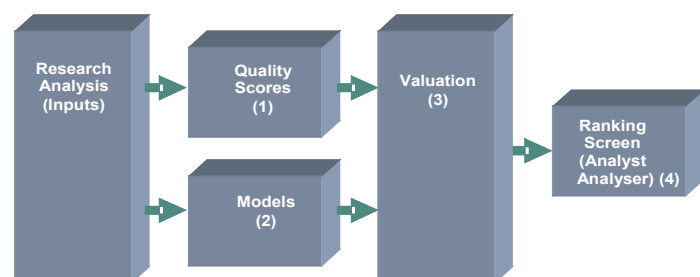 Research
Analysis
(Inputs)
Quality
Scores
(1)
Models
(2)
Valuation
(3)
Ranking
Screen
(Analyst
Analyser) (4)